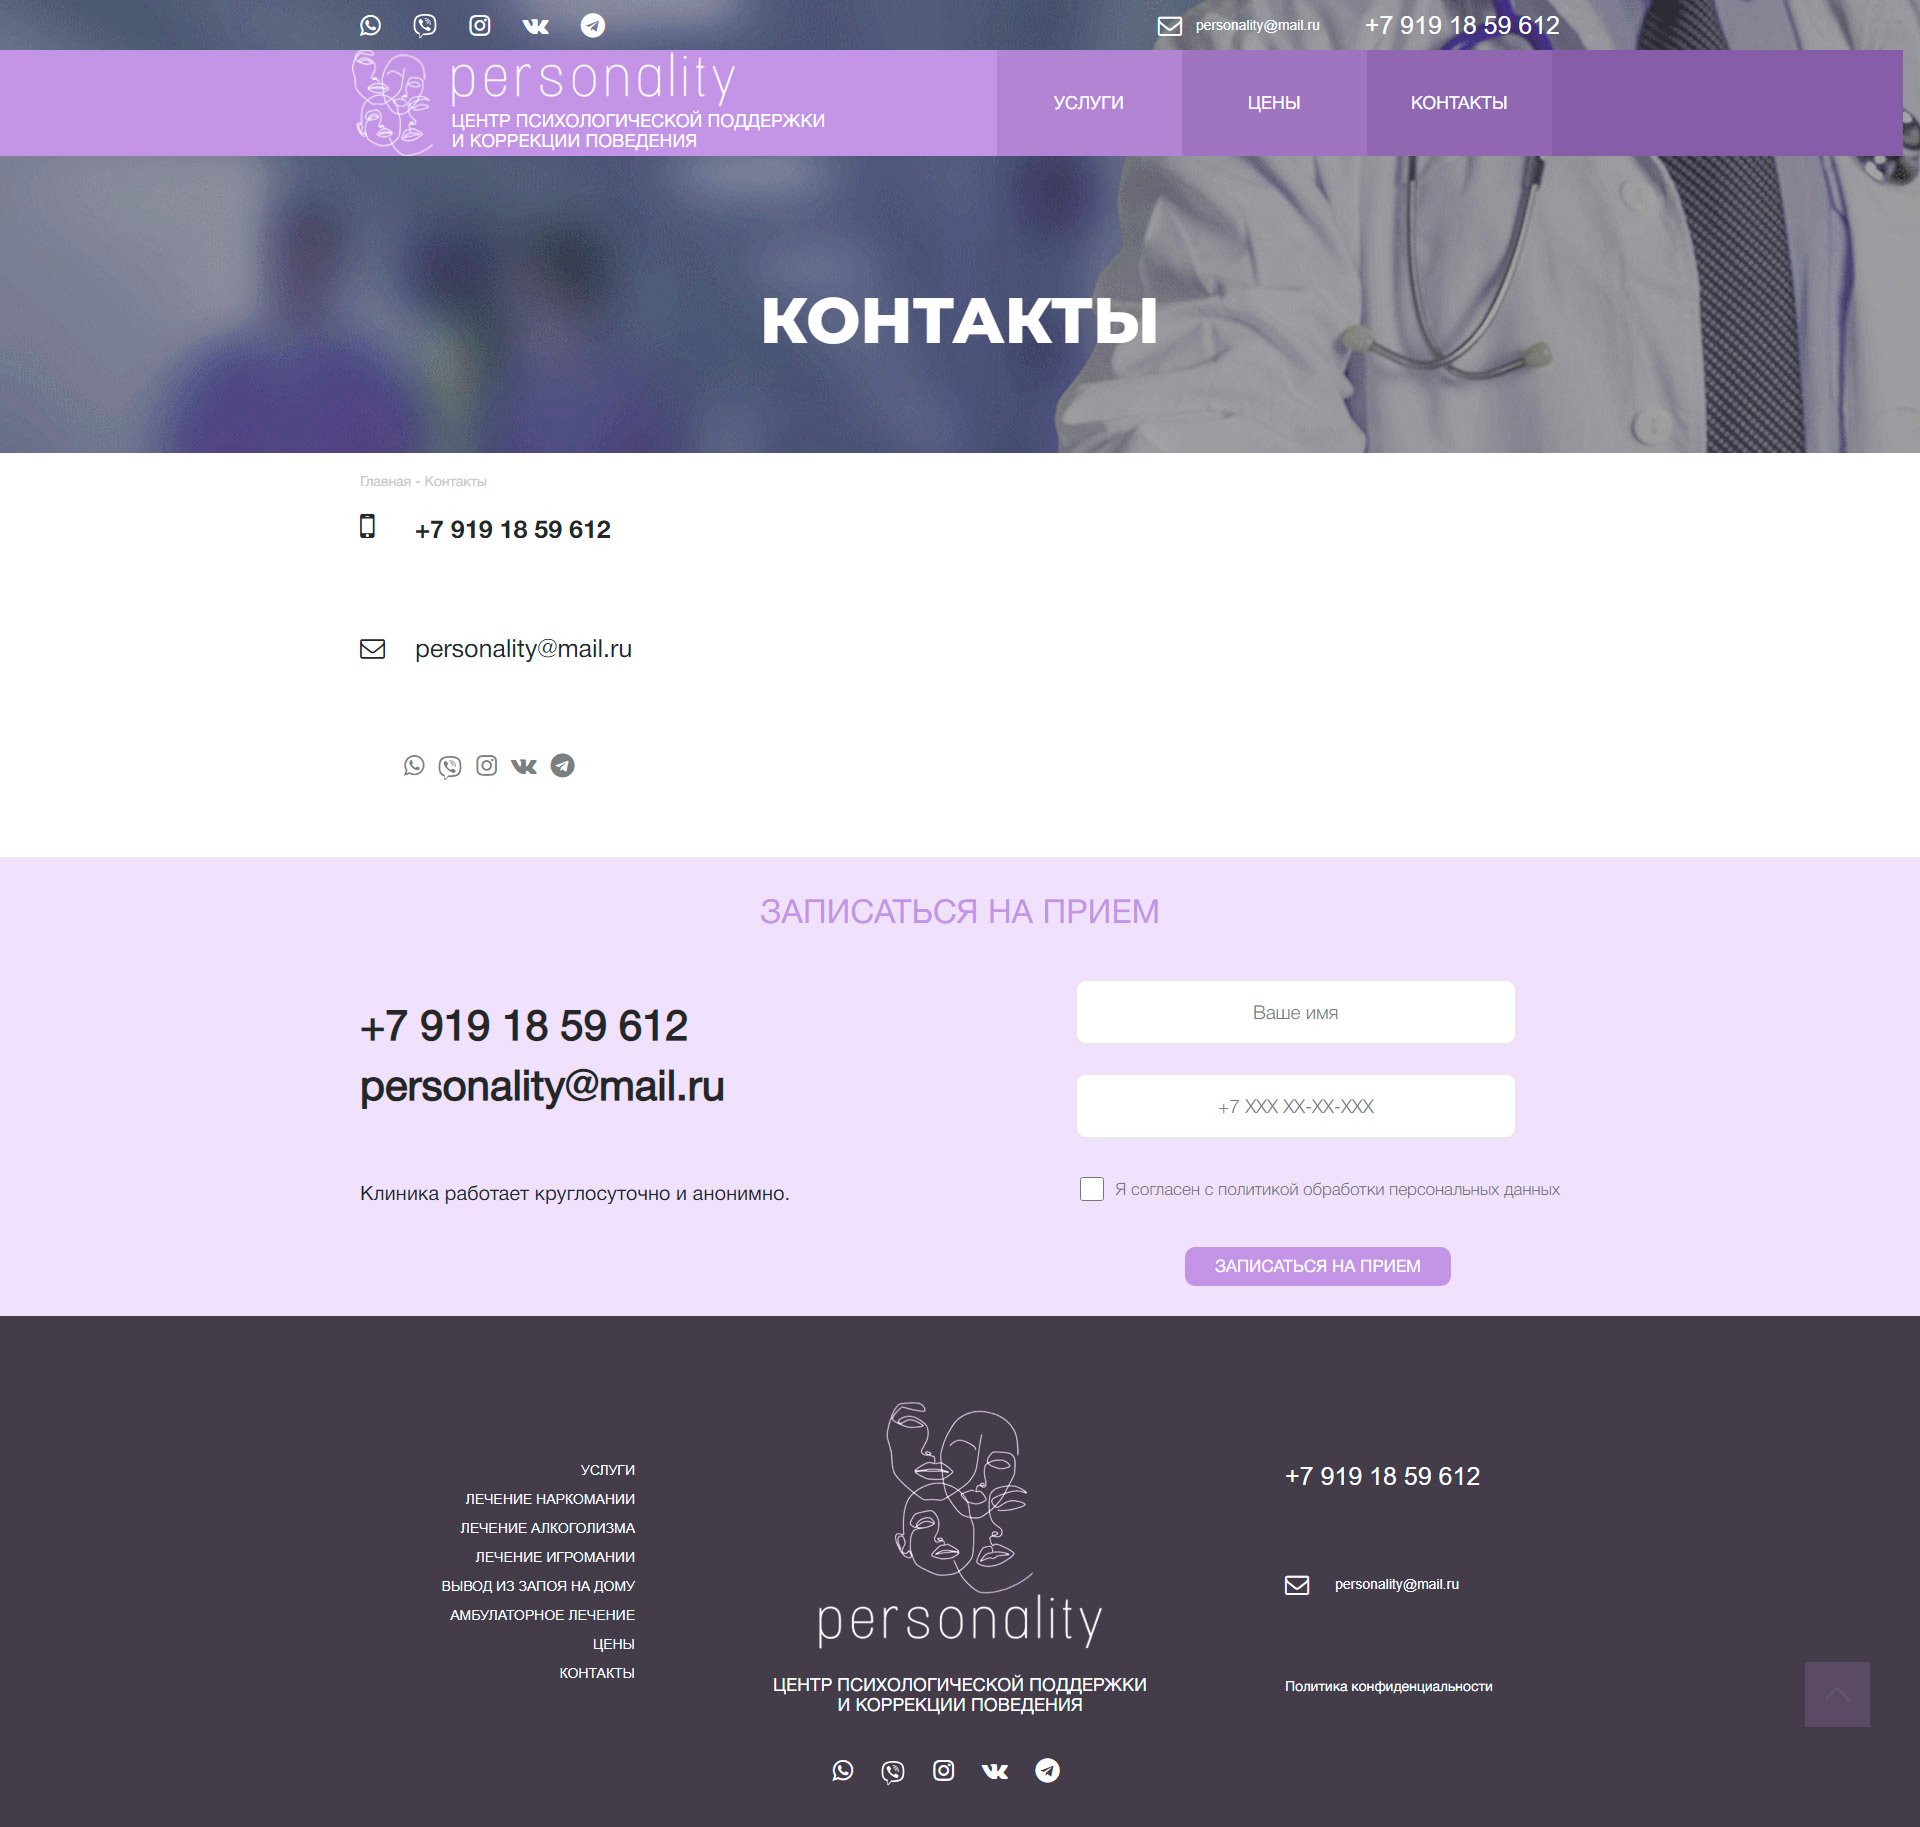 personality@mail.ru
+7 919 18 59 612
personality
ЦЕНТР ПСИХОЛОГИЧЕСКОЙ ПОДДЕРЖКИ
И КОРРЕКЦИИ ПОВЕДЕНИЯ
УСЛУГИ
ЦЕНЫ
КОНТАКТЫ
КОНТАКТЫ
Главная - Контакты
+7 919 18 59 612
personality@mail.ru
ЗАПИСАТЬСЯ НА ПРИЕМ
+7 919 18 59 612
personality@mail.ru
Клиника работает круглосуточно и анонимно.
Ваше имя
+7 XXX XX-XX-XXX
Я согласен с политикой обработки персональных данных
ЗАПИСАТЬСЯ НА ПРИЕМ
УСЛУГИ
ЛЕЧЕНИЕ НАРКОМАНИИ
ЛЕЧЕНИЕ АЛКОГОЛИЗМА
ЛЕЧЕНИЕ ИГРОМАНИИ
ВЫВОД ИЗ ЗАПОЯ НА ДОМУ
АМБУЛАТОРНОЕ ЛЕЧЕНИЕ
ЦЕНЫ
КОНТАКТЫ
personality
ЦЕНТР ПСИХОЛОГИЧЕСКОЙ ПОДДЕРЖКИ
И КОРРЕКЦИИ ПОВЕДЕНИЯ
+7 919 18 59 612
personality@mail.ru
Политика конфиденциальности